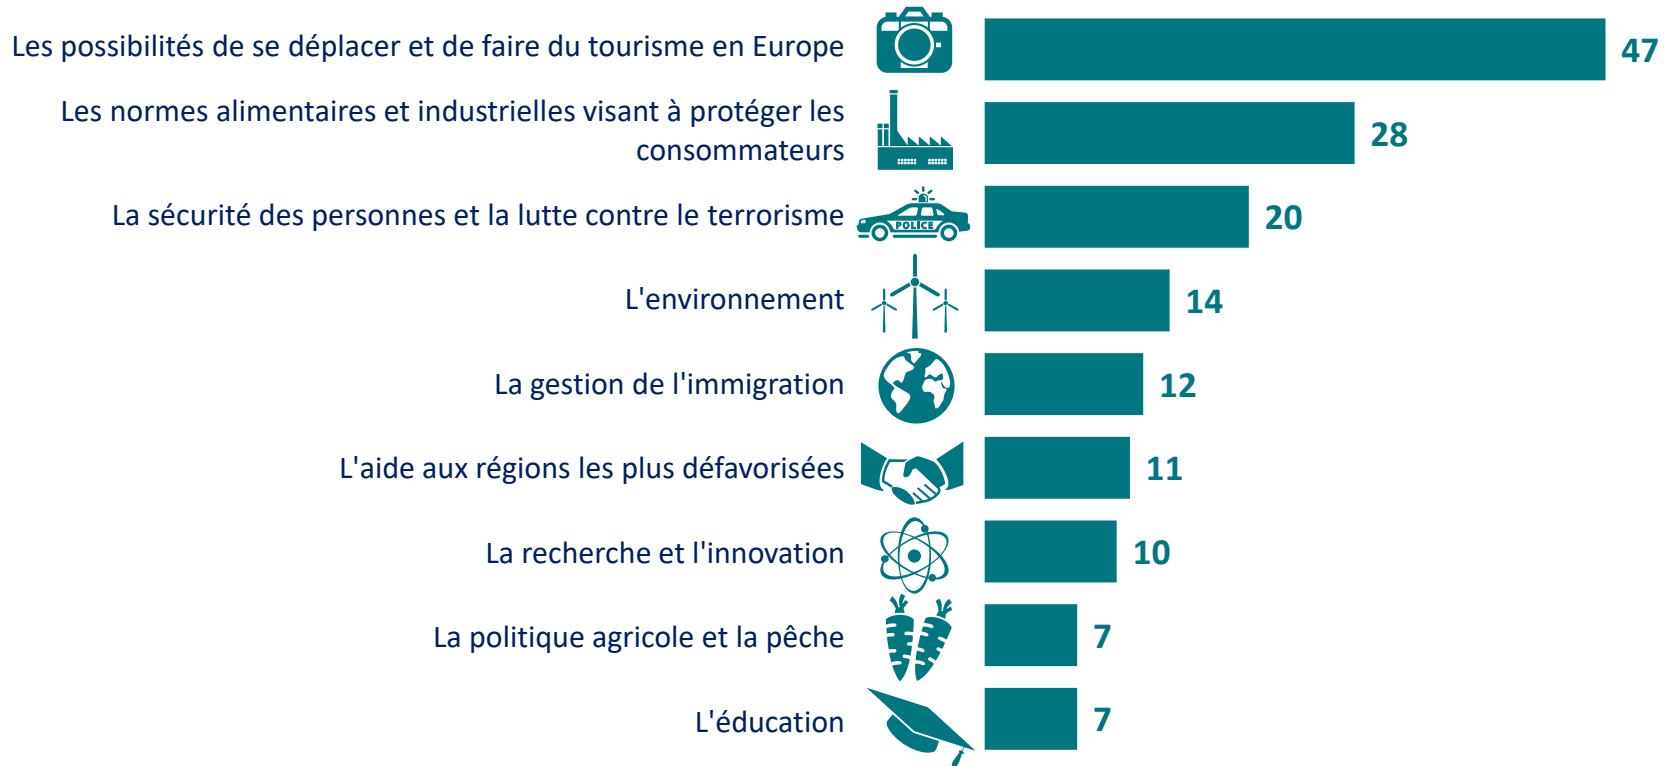 Les possibilités de se déplacer et de faire du tourisme en Europe
47
Les normes alimentaires et industrielles visant à protéger les
consommateurs
28
La sécurité des personnes et la lutte contre le terrorisme
POLICE
20
L'environnement
14
La gestion de l'immigration
12
L'aide aux régions les plus défavorisées
11
La recherche et l'innovation
10
La politique agricole et la pêche
7
L'éducation
7